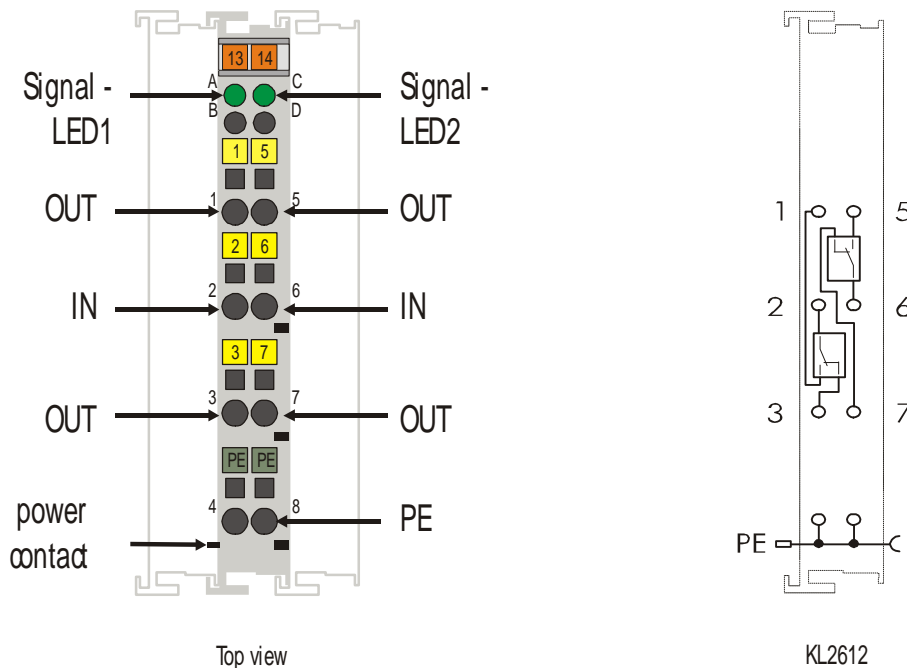 13 14
A C
Signal -
LED1
Signal -
LED2
B D
1 5
1 5
OUT
OUT
2 6
2 6
IN
IN
3 7
3 7
OUT
OUT
PE PE
4 8
power
contact
PE
Top view
1 5
2 6
3 7
PE
KL2612